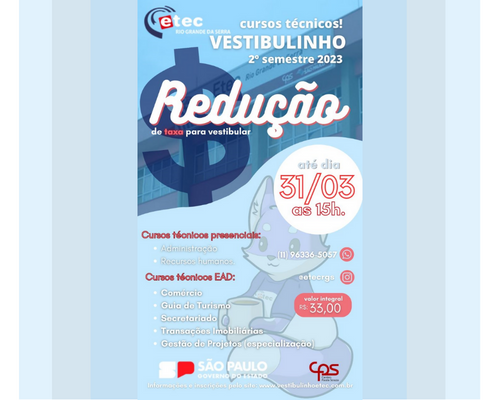 etec
RIO GRANDE DA SERRA
cursos técnicos!
VESTIBULINHO
2º semestre 2023
Redução
de taxa para vestibular
até dia
31/03
as 15h.
Cursos técnicos presenciais:
• Administração
• Recursos humanos
(11) 96336-5057
setecrgs
Cursos técnicos EAD:
• Comércio
• Guia de Turismo
• Secretariado
• Transações Imobiliárias
• Gestão de Projetos (especialização)
valor integral
R$: 33,00
SP
SÃO PAULO
GOVERNO DO ESTADO
cps
www.vestibulinhoetec.com.br